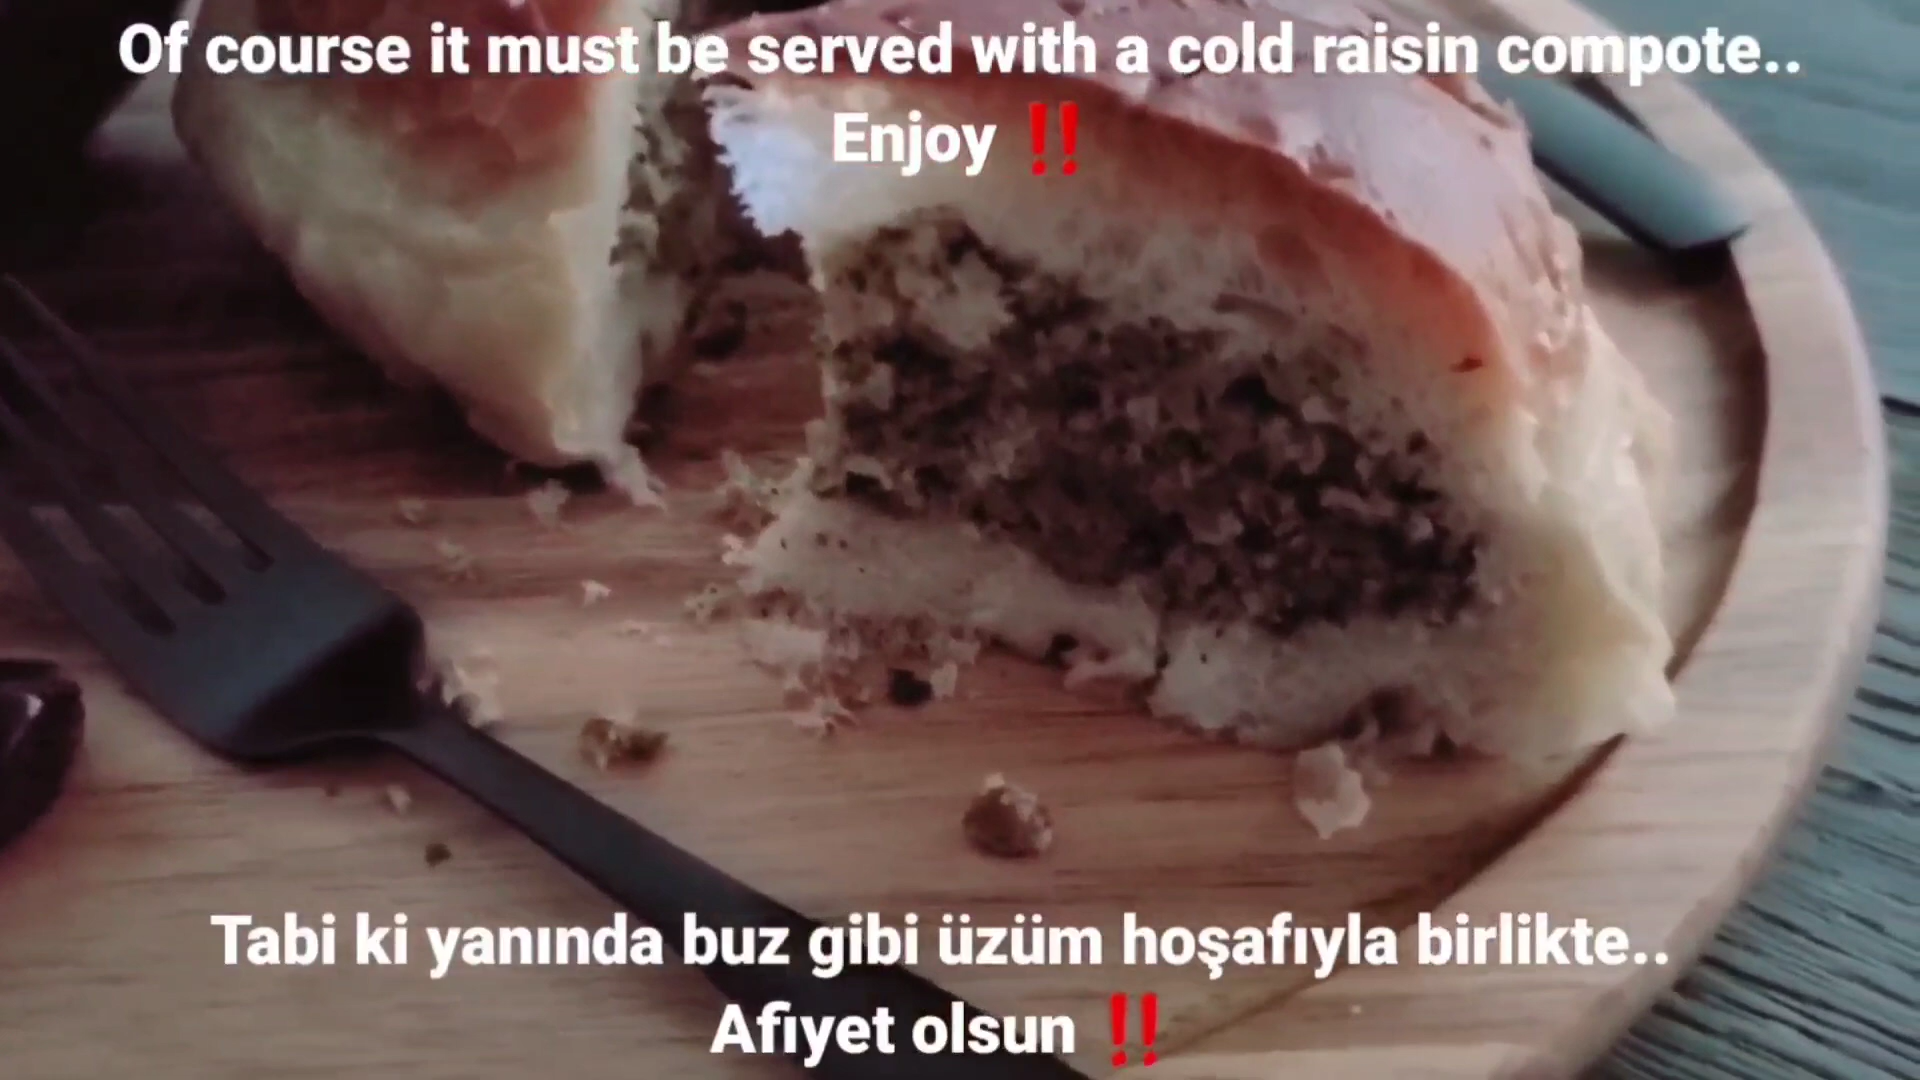 Of course it must be served with a cold raisin compote..
Enjoy ‼️
Tabi ki yanında buz gibi üzüm hoşafıyla birlikte..
Afiyet olsun ‼️